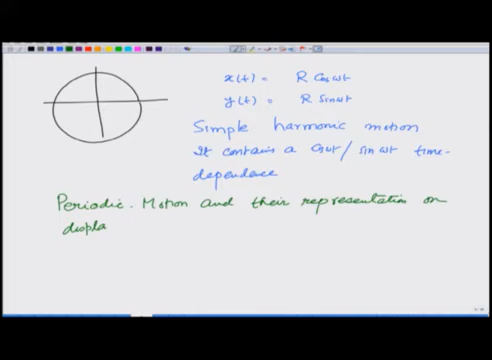 x(t) = R Cos ωt
y(t) = R Sin ωt
Simple harmonic motion
It contains a Cos ωt / sin ωt time-
dependence
Periodic. Motion and their representation on
displa